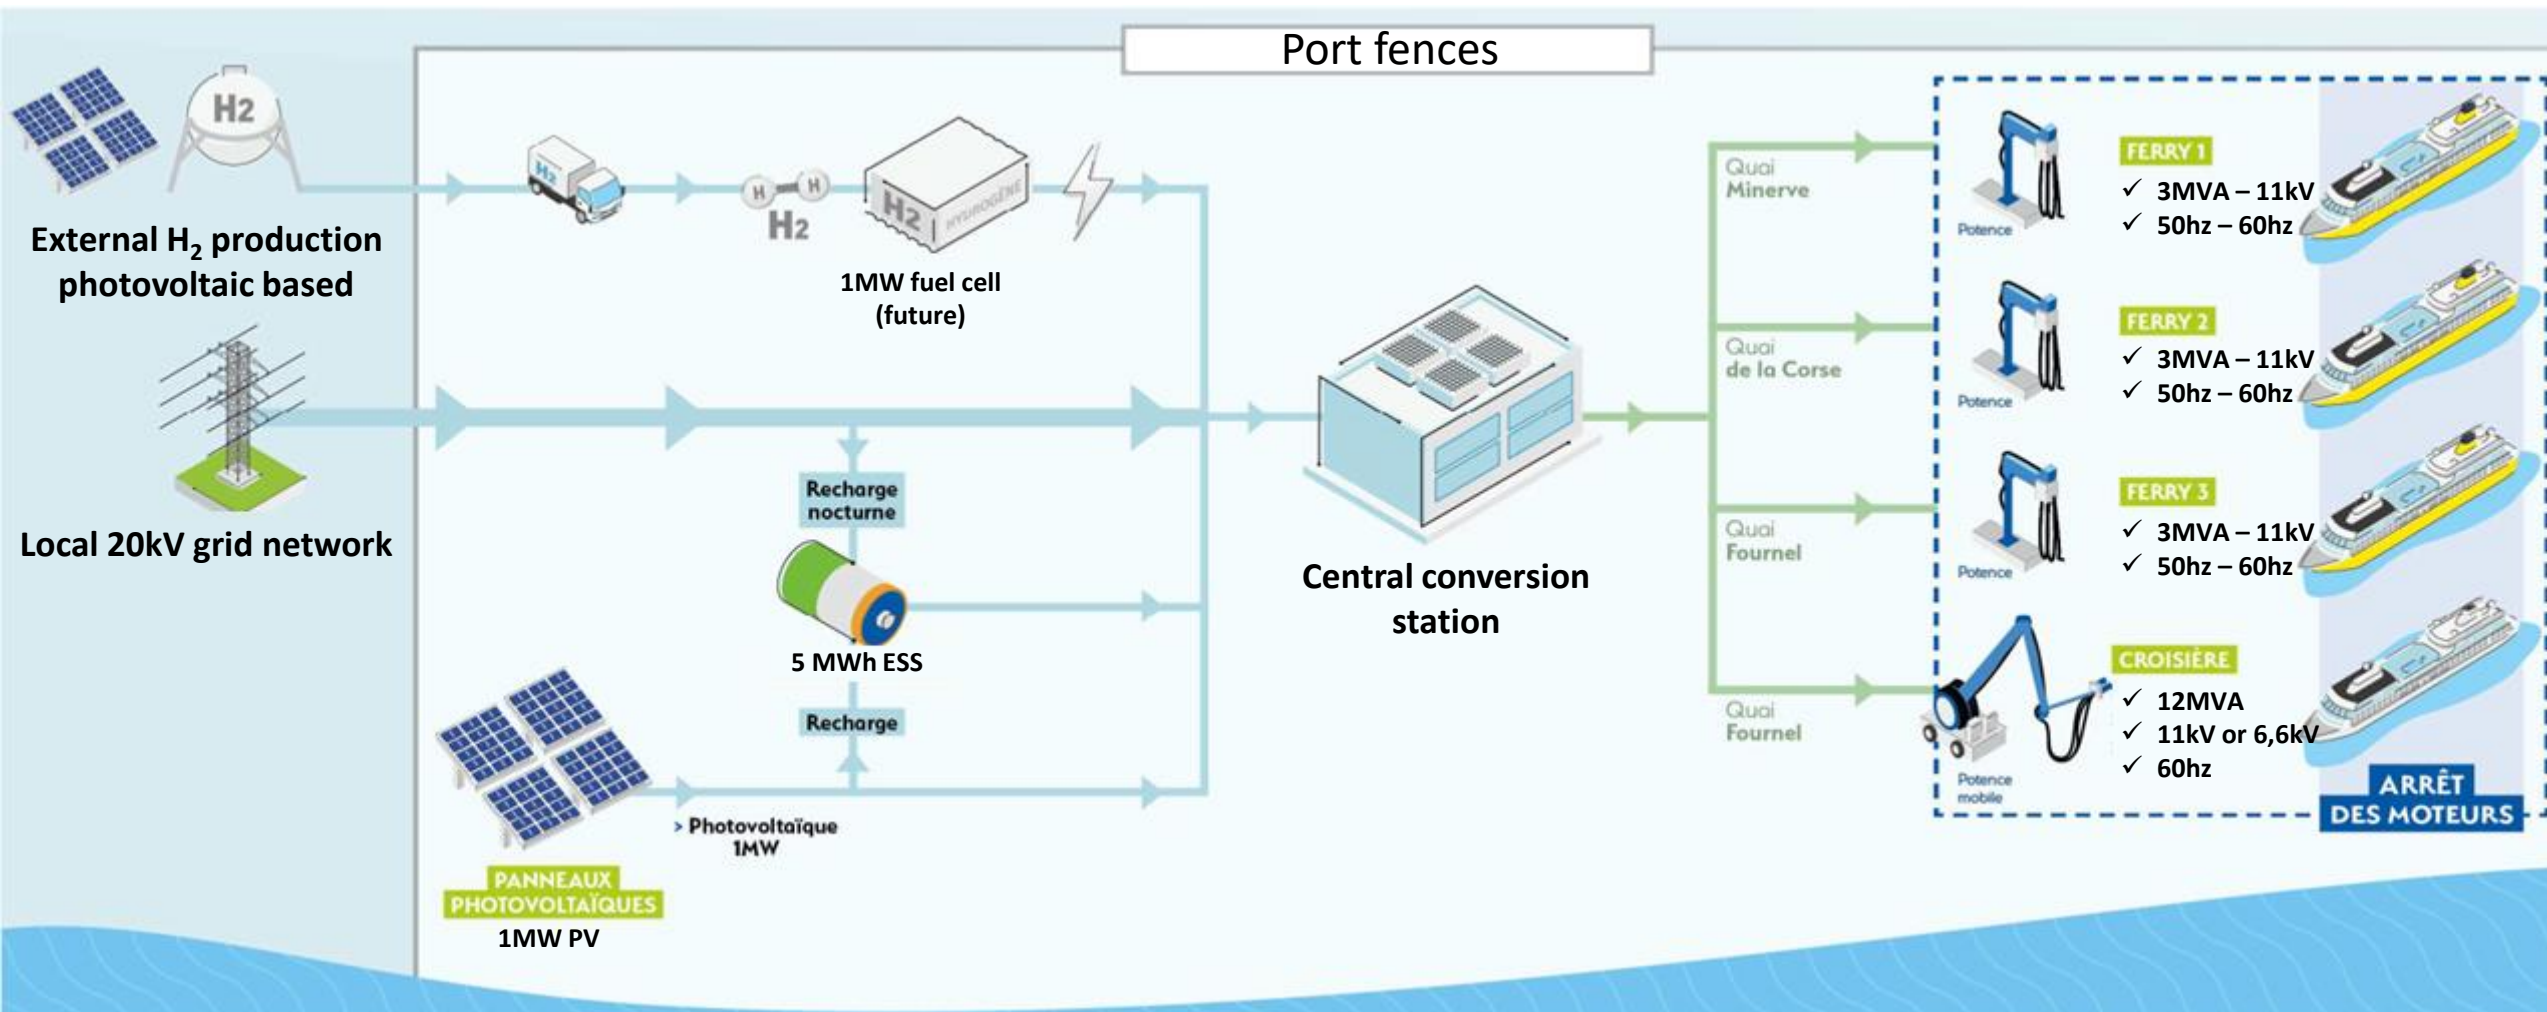 Port fences
H2
External H₂ production
photovoltaic based
Local 20kV grid network
H2
H H
H2
H2 HYDROGÈNE
1MW fuel cell
(future)
Recharge
nocturne
5 MWh ESS
Recharge
> Photovoltaïque
1MW
PANNEAUX
PHOTOVOLTAÏQUES
1MW PV
Central conversion
station
Quai
Minerve
Quai
de la Corse
Quai
Fournel
Quai
Fournel
Potence
FERRY 1
✓ 3MVA – 11kV
✓ 50hz – 60hz
Potence
FERRY 2
✓ 3MVA – 11kV
✓ 50hz – 60hz
Potence
FERRY 3
✓ 3MVA – 11kV
✓ 50hz – 60hz
Potence
mobile
CROISIÈRE
✓ 12MVA
✓ 11kV or 6,6kV
✓ 60hz
ARRÊT
DES MOTEURS